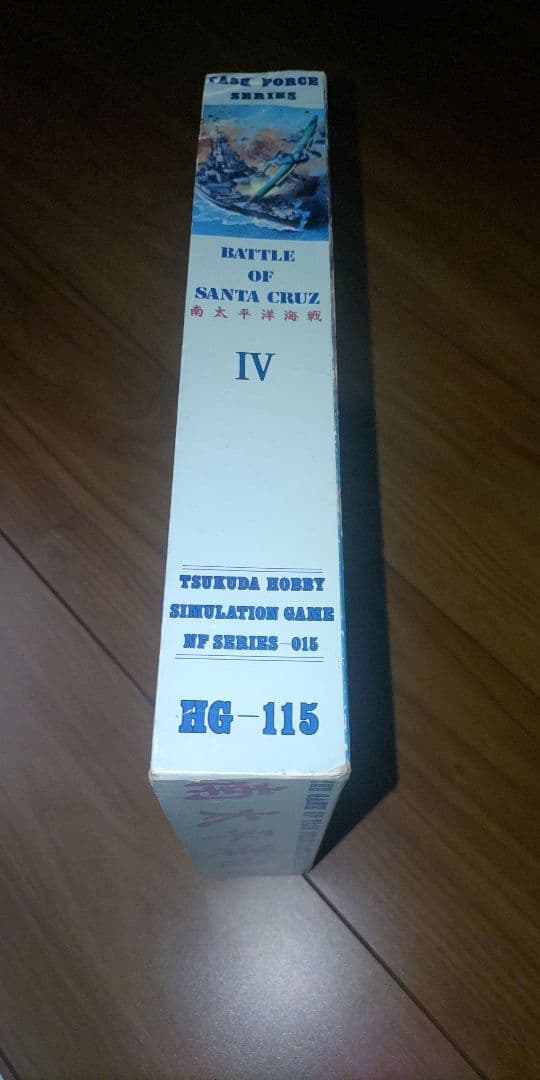 TASK FORCE
SERIES
BATTLE
OF
SANTA CRUZ
南太平洋海戦
IV
TSUKUDA HOBBY
SIMULATION GAME
NF SERIES-015
HG-115